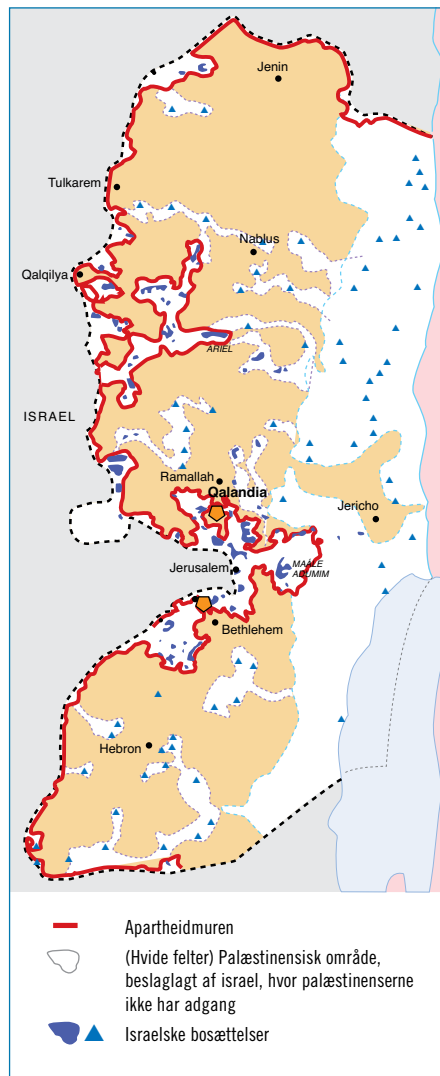 Jenin
Tulkarem
Nablus
Qalqilya
ARIEL
ISRAEL
Ramallah
Qalandia
Jericho
Jerusalem
MAALE
ADUMIM
Bethlehem
Hebron
Apartheidmuren
(Hvide felter) Palæstinensisk område,
beslaglagt af israel, hvor palæstinenserne
ikke har adgang
Israelske bosættelser